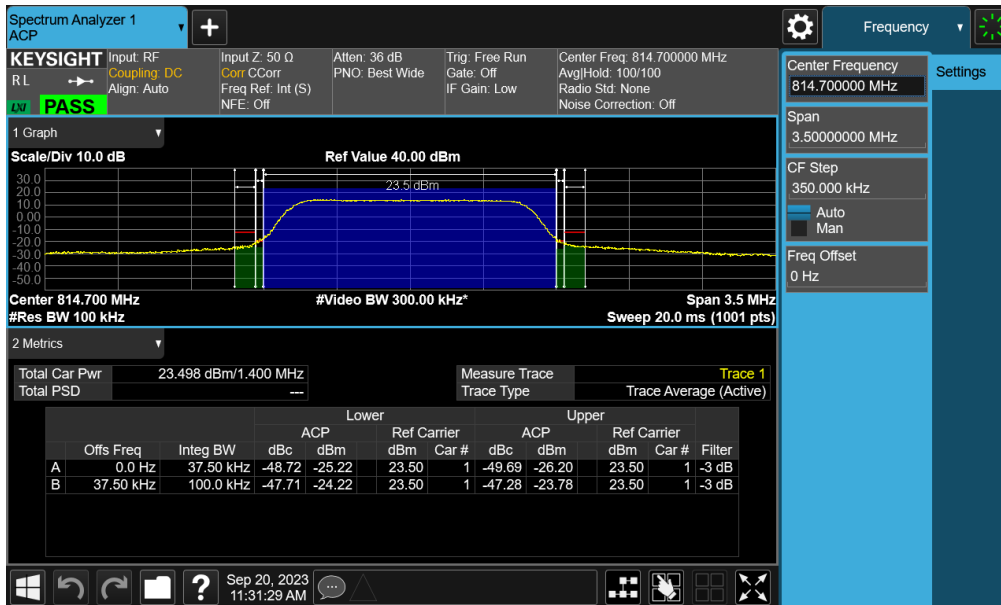 Spectrum Analyzer 1
ACP
+
Frequency
KEYSIGHT
R L
LXI
PASS
Input: RF
Coupling: DC
Align: Auto
Input Z: 50 Ω
Corr CCorr
Freq Ref: Int (S)
NFE: Off
Atten: 36 dB
PNO: Best Wide
Trig: Free Run
Gate: Off
IF Gain: Low
Center Freq: 814.700000 MHz
Avg|Hold: 100/100
Radio Std: None
Noise Correction: Off
Center Frequency
814.700000 MHz
Settings
Span
3.50000000 MHz
CF Step
350.000 kHz
Auto
Man
Freq Offset
0 Hz
1 Graph
Scale/Div 10.0 dB
Ref Value 40.00 dBm
23.5 dBm
30.0
20.0
10.0
0.00
-10.0
-20.0
-30.0
-40.0
-50.0
Center 814.700 MHz
#Video BW 300.00 kHz*
Span 3.5 MHz
#Res BW 100 kHz
Sweep 20.0 ms (1001 pts)
2 Metrics
Total Car Pwr 23.498 dBm/1.400 MHz
Total PSD ---
Measure Trace Trace 1
Trace Type Trace Average (Active)
Lower Upper
ACP Ref Carrier ACP Ref Carrier
Offs Freq Integ BW dBc dBm dBm Car # dBc dBm dBm Car # Filter
A 0.0 Hz 37.50 kHz -48.72 -25.22 23.50 1 -49.69 -26.20 23.50 1 -3 dB
B 37.50 kHz 100.0 kHz -47.71 -24.22 23.50 1 -47.28 -23.78 23.50 1 -3 dB
?
Sep 20, 2023
11:31:29 AM